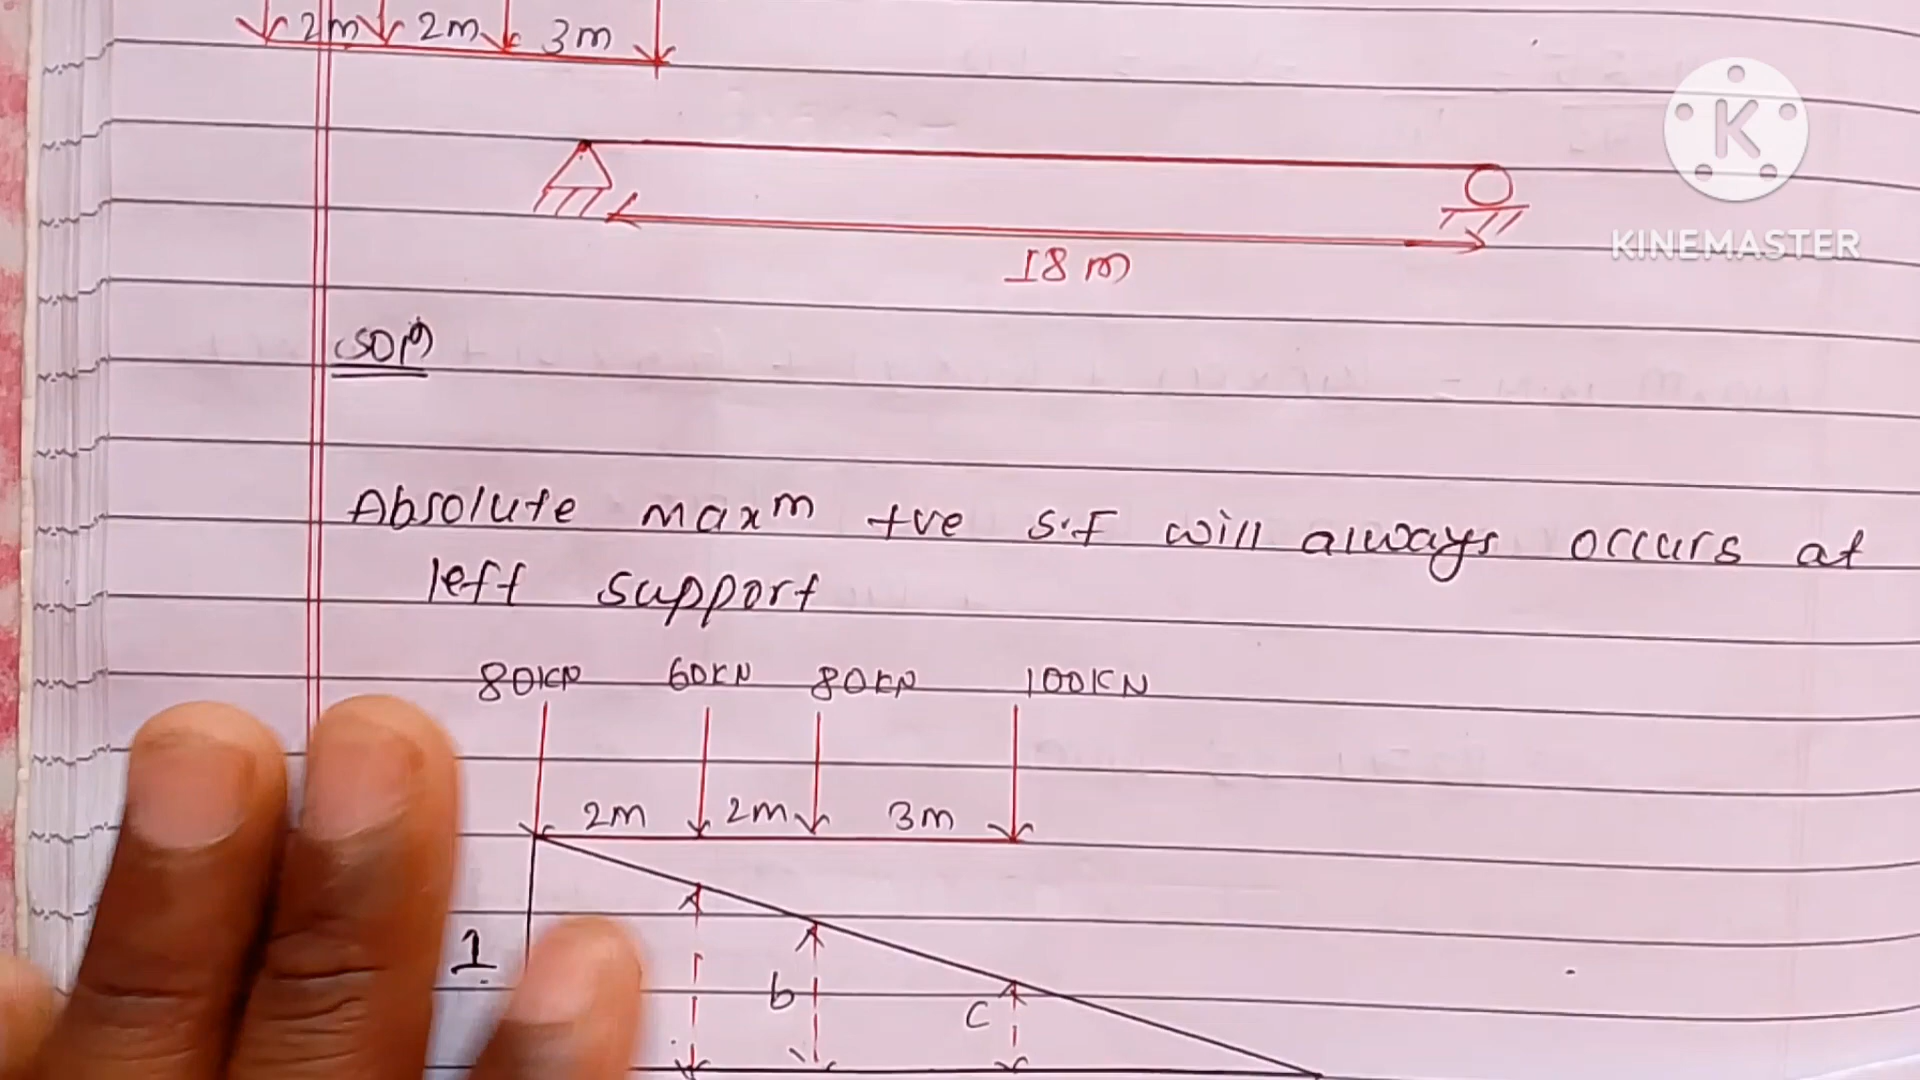 2m 2m 3m
K
KINEMASTER
18 m
Soln
Absolute maxm +ve S.F will always occurs at
left support
80KN 60KN 80KN 100KN
2m 2m 3m
1
b
c